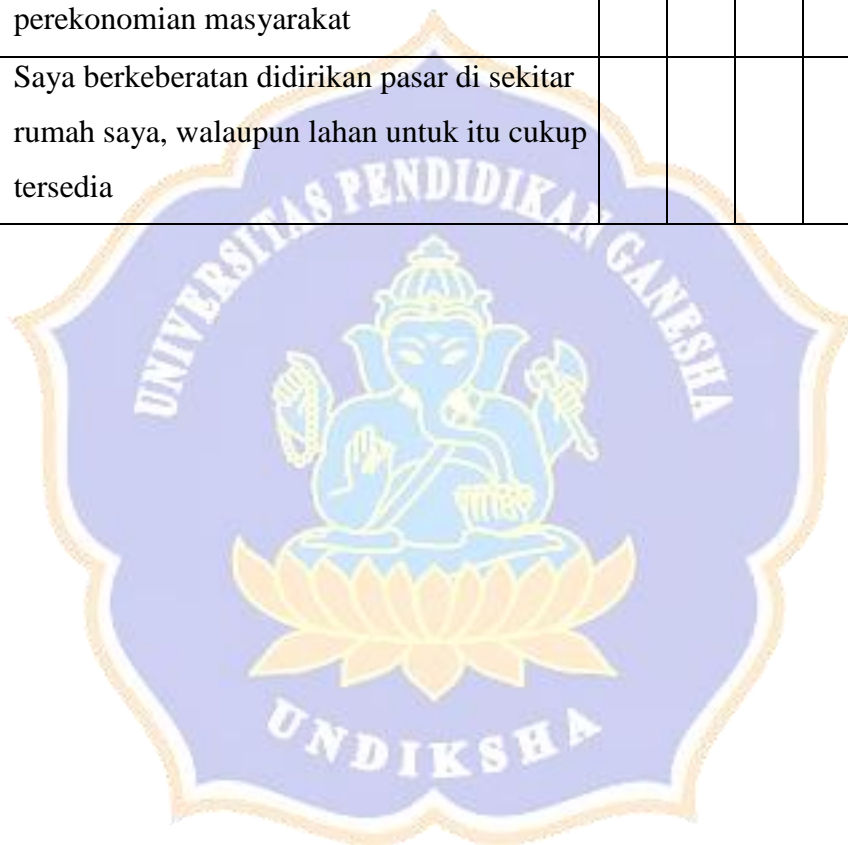 perekonomian masyarakat
Saya berkeberatan didirikan pasar di sekitar
rumah saya, walaupun lahan untuk itu cukup
tersedia
UNIVERSITAS PENDIDIKAN GANESHA
UNDIKSHA